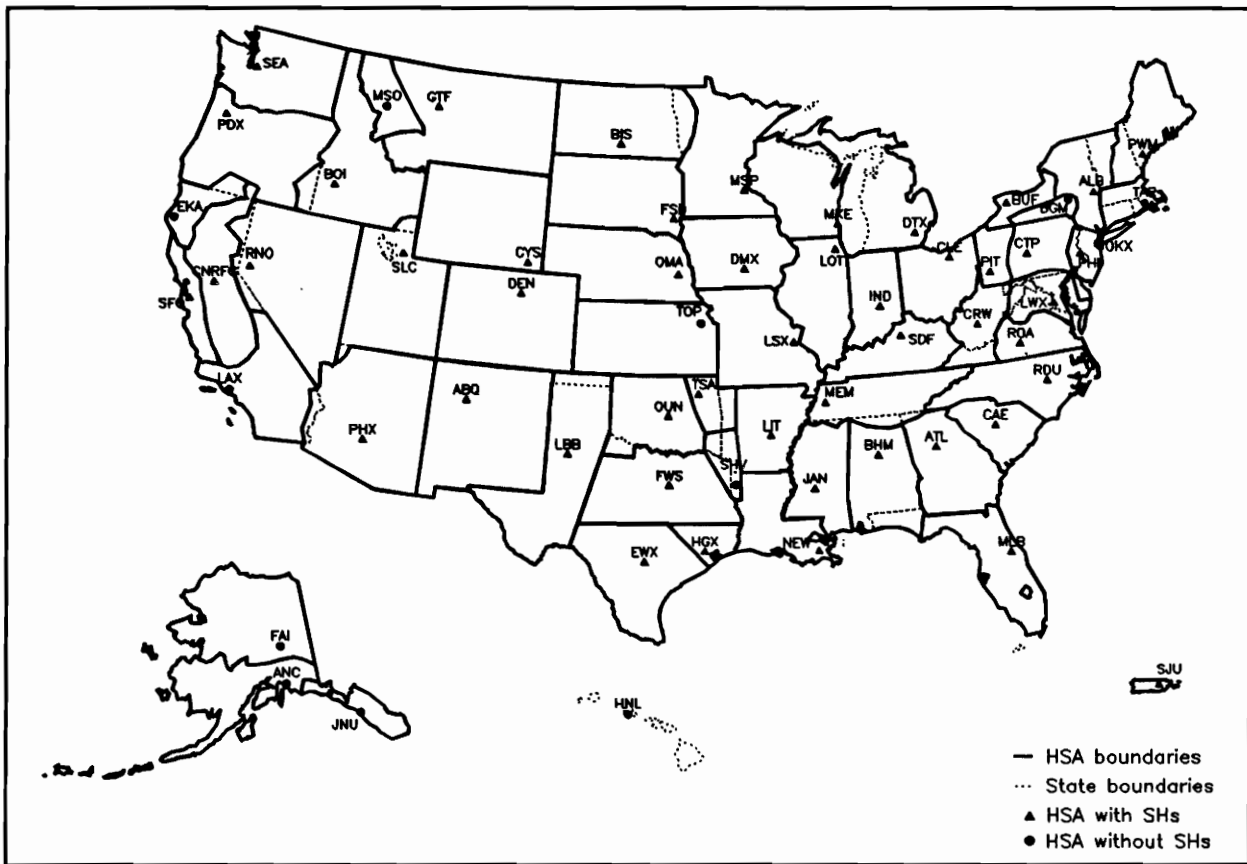 SEA
MSO
GTF
PDX
BIS
PWM
BOI
MSP
ALB
EKA
FSD
MKE
BUF
BGM
TAR
DTX
RNO
CLE
OKX
CYS
OMA
DMX
LOT
PIT
CTP
PHI
SLC
CNRFC
DEN
SFO
IND
LWX
TOP
CRW
LSX
SDF
ROA
LAX
TSA
MEM
RDU
ABQ
OUN
CAE
PHX
LIT
LBB
BHM
ATL
SHV
FWS
JAN
HGX
NEW
MLB
EWX
FAI
ANC
SJU
JNU
HNL
HSA boundaries
State boundaries
HSA with SHs
HSA without SHs